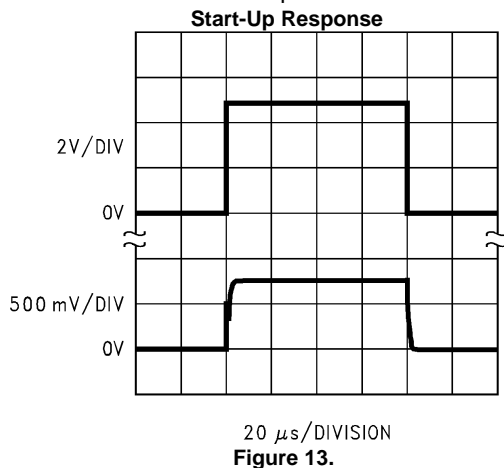 Start-Up Response
2V/DIV
0V
500 mV/DIV
0V
20 μs/DIVISION
Figure 13.